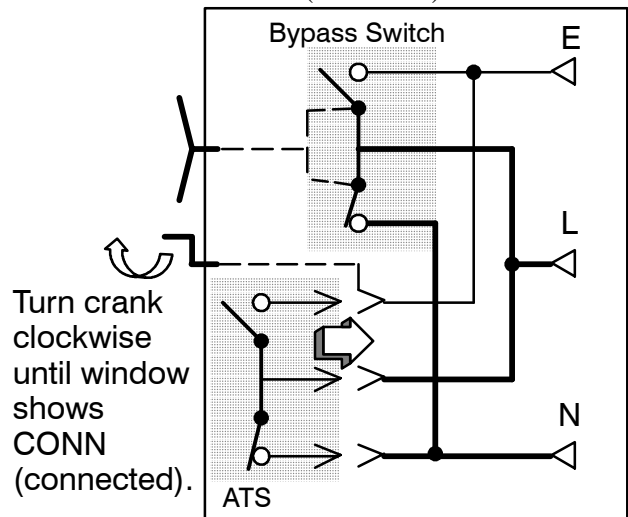 Bypass Switch
E
L
Turn crank
clockwise
until window
shows
CONN
(connected).
N
ATS